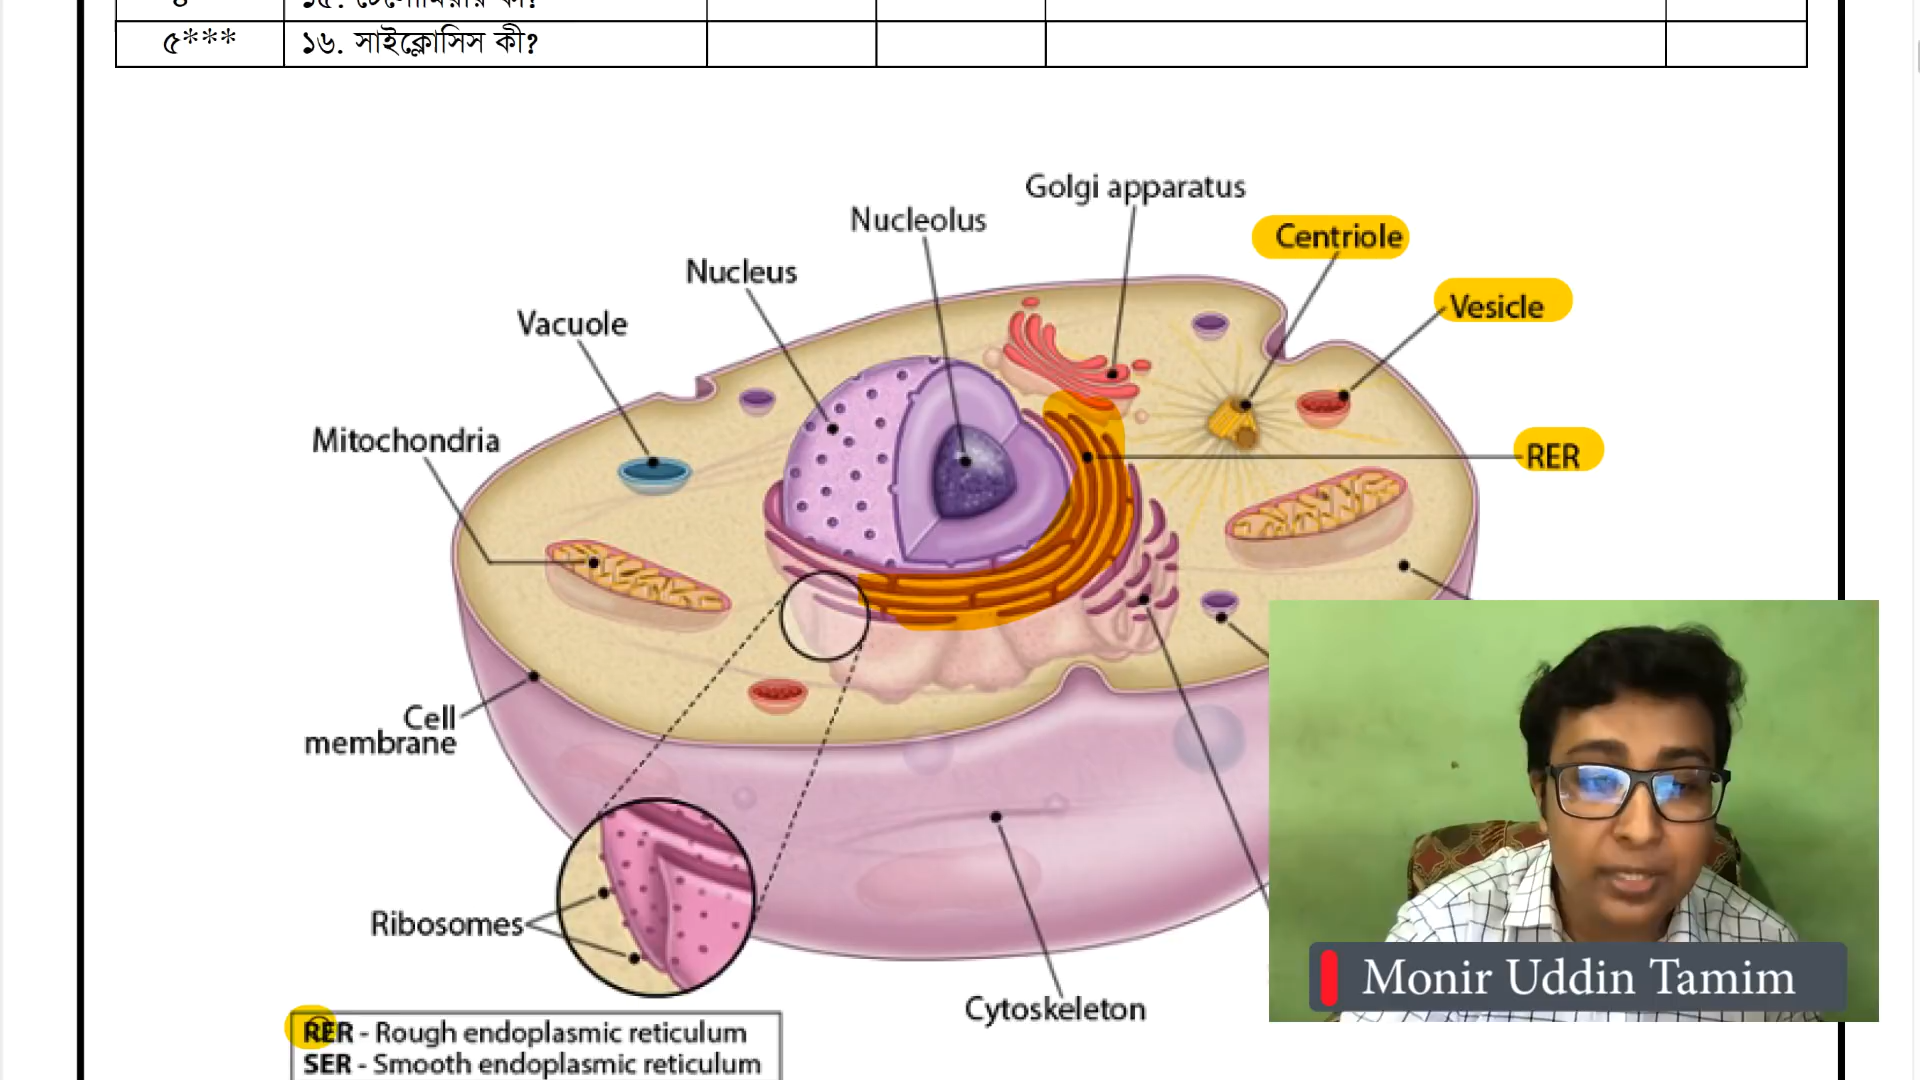 ৫*** ১৬. সাইক্লোসিস কী?
Golgi apparatus
Nucleolus
Centriole
Nucleus
Vesicle
Vacuole
Mitochondria
RER
Cell
membrane
Ribosomes
Monir Uddin Tamim
Cytoskeleton
RER - Rough endoplasmic reticulum
SER - Smooth endoplasmic reticulum